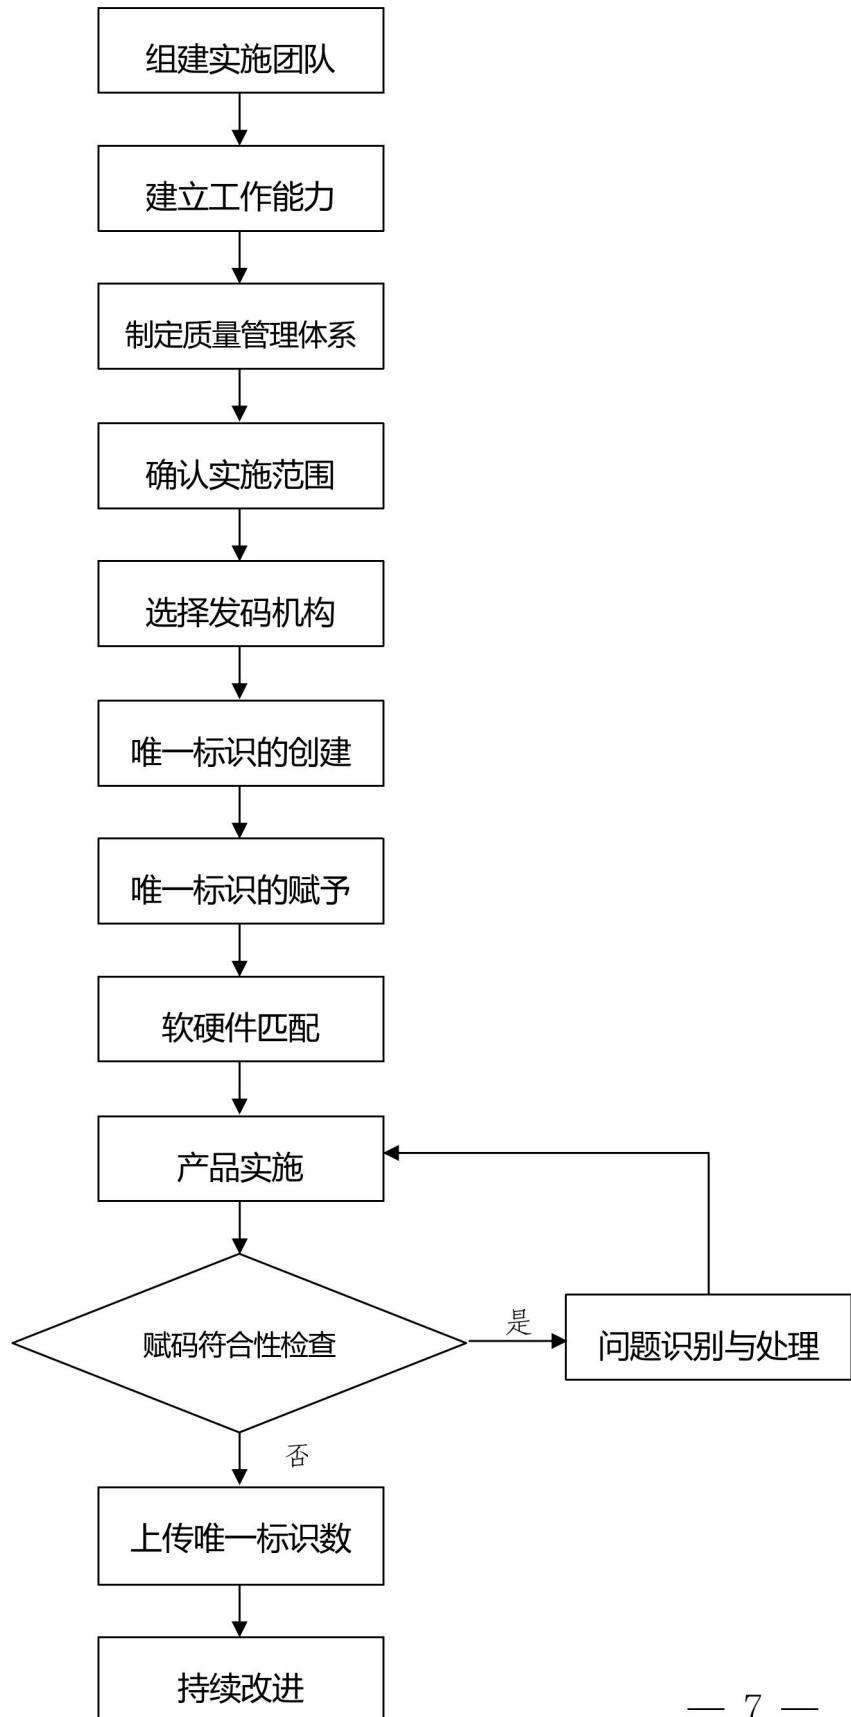 组建实施团队
建立工作能力
制定质量管理体系
确认实施范围
选择发码机构
唯一标识的创建
唯一标识的赋予
软硬件匹配
产品实施
赋码符合性检查
是
问题识别与处理
否
上传唯一标识数
持续改进
— 7 —